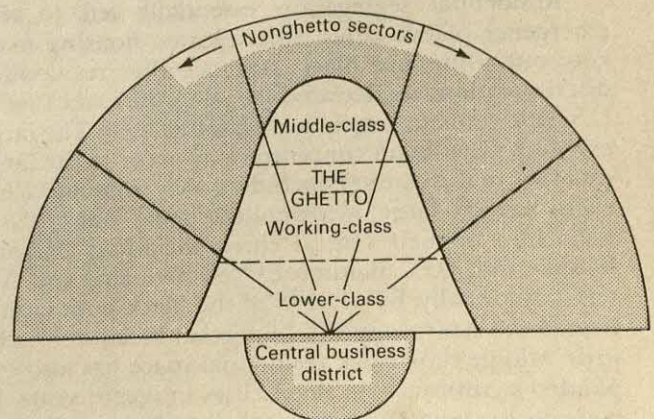 Nonghetto sectors
Middle-class
THE
GHETTO
Working-class
Lower-class
Central business
district